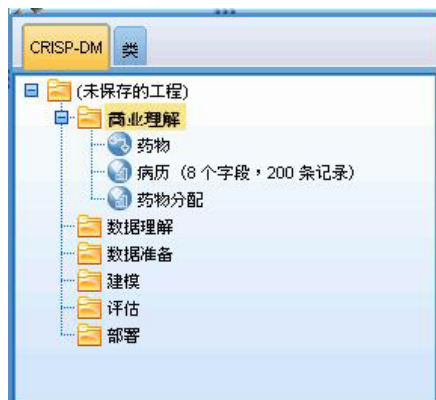 CRISP-DM 类
(未保存的工程)
商业理解
药物
病历 (8 个字段，200 条记录)
药物分配
数据理解
数据准备
建模
评估
部署